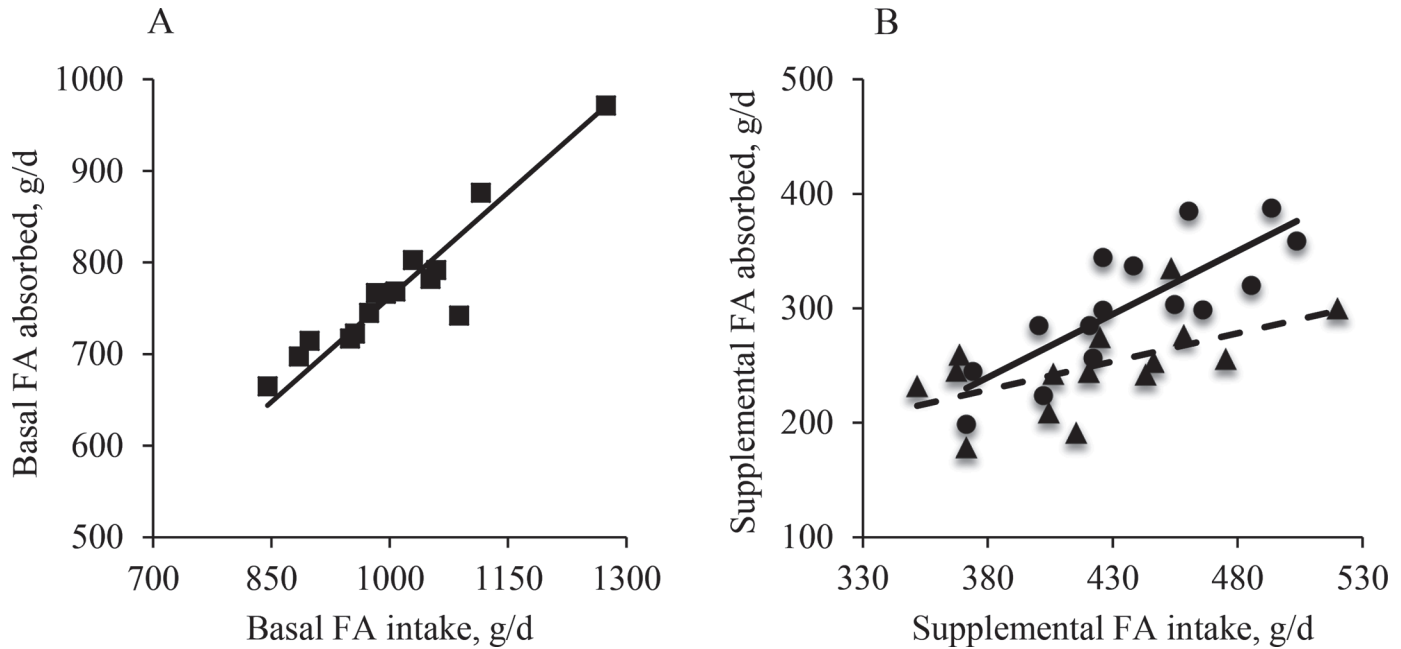 A
Basal FA absorbed, g/d
1000
900
800
700
600
500
700 850 1000 1150 1300
Basal FA intake, g/d
B
Supplemental FA absorbed, g/d
500
400
300
200
100
330 380 430 480 530
Supplemental FA intake, g/d